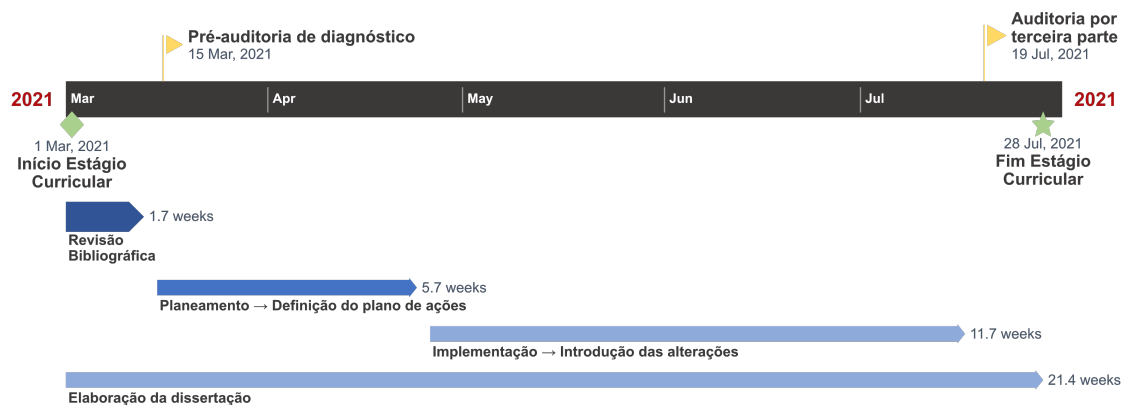 Pré-auditoria de diagnóstico
15 Mar, 2021
Auditoria por
terceira parte
19 Jul, 2021
2021
Mar
Apr
May
Jun
Jul
2021
1 Mar, 2021
Início Estágio
Curricular
28 Jul, 2021
Fim Estágio
Curricular
1.7 weeks
Revisão
Bibliográfica
5.7 weeks
Planeamento → Definição do plano de ações
11.7 weeks
Implementação → Introdução das alterações
21.4 weeks
Elaboração da dissertação